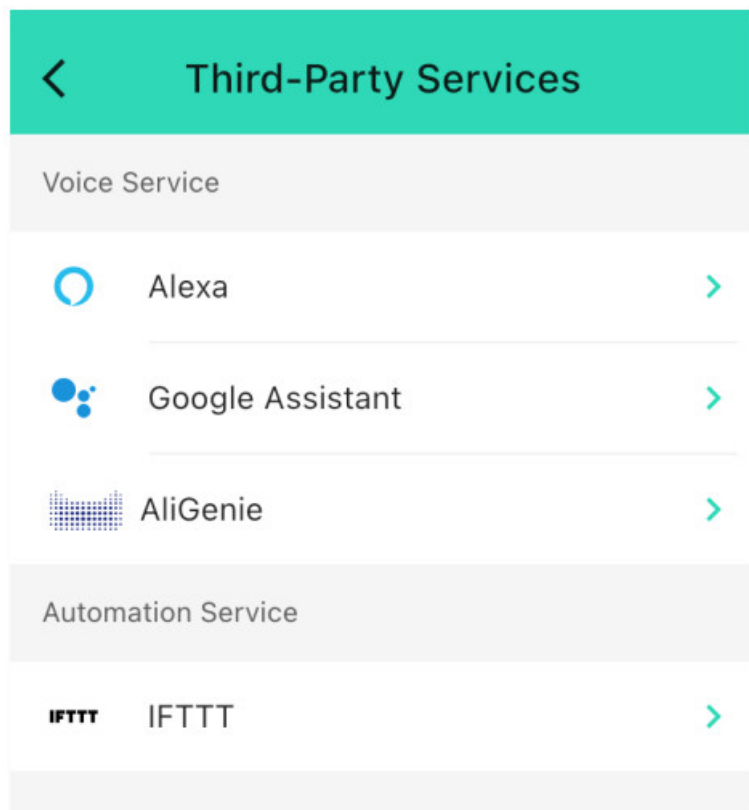 Third-Party Services
Voice Service
Alexa
Google Assistant
AliGenie
Automation Service
IFTTT IFTTT